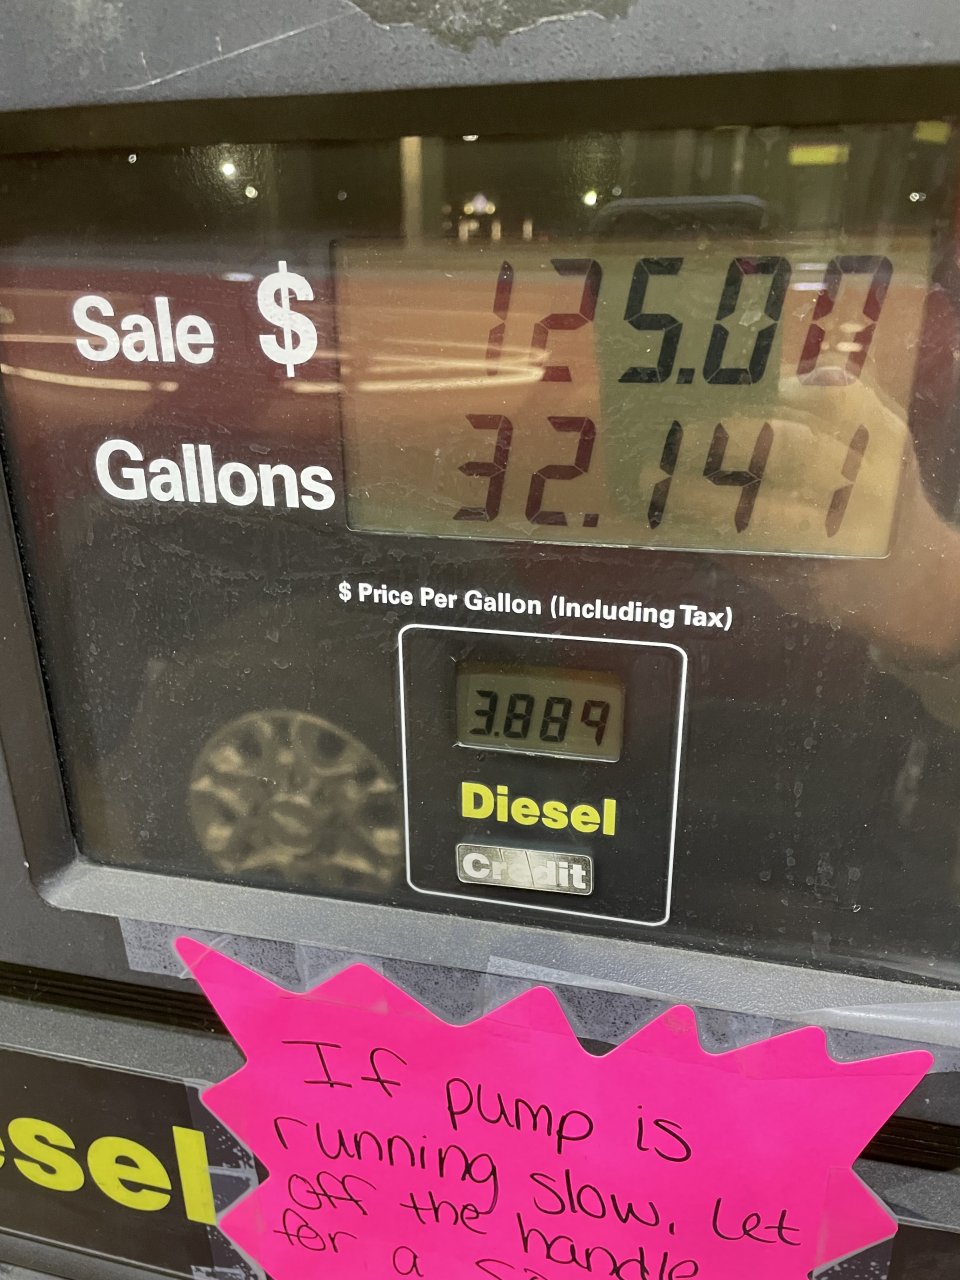 Sale $ 125.00
Gallons 32.141
$ Price Per Gallon (Including Tax)
3.889
Diesel
Credit
If pump is
running slow. Let
off the handle
for a
esel